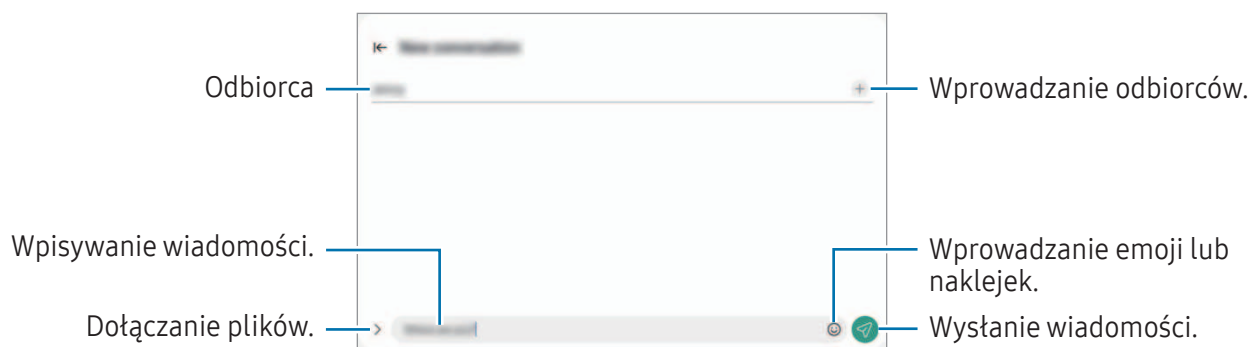 Odbiorca
Wprowadzanie odbiorców.
Wpisywanie wiadomości.
Wprowadzanie emoji lub
naklejek.
Dołączanie plików.
Wysłanie wiadomości.